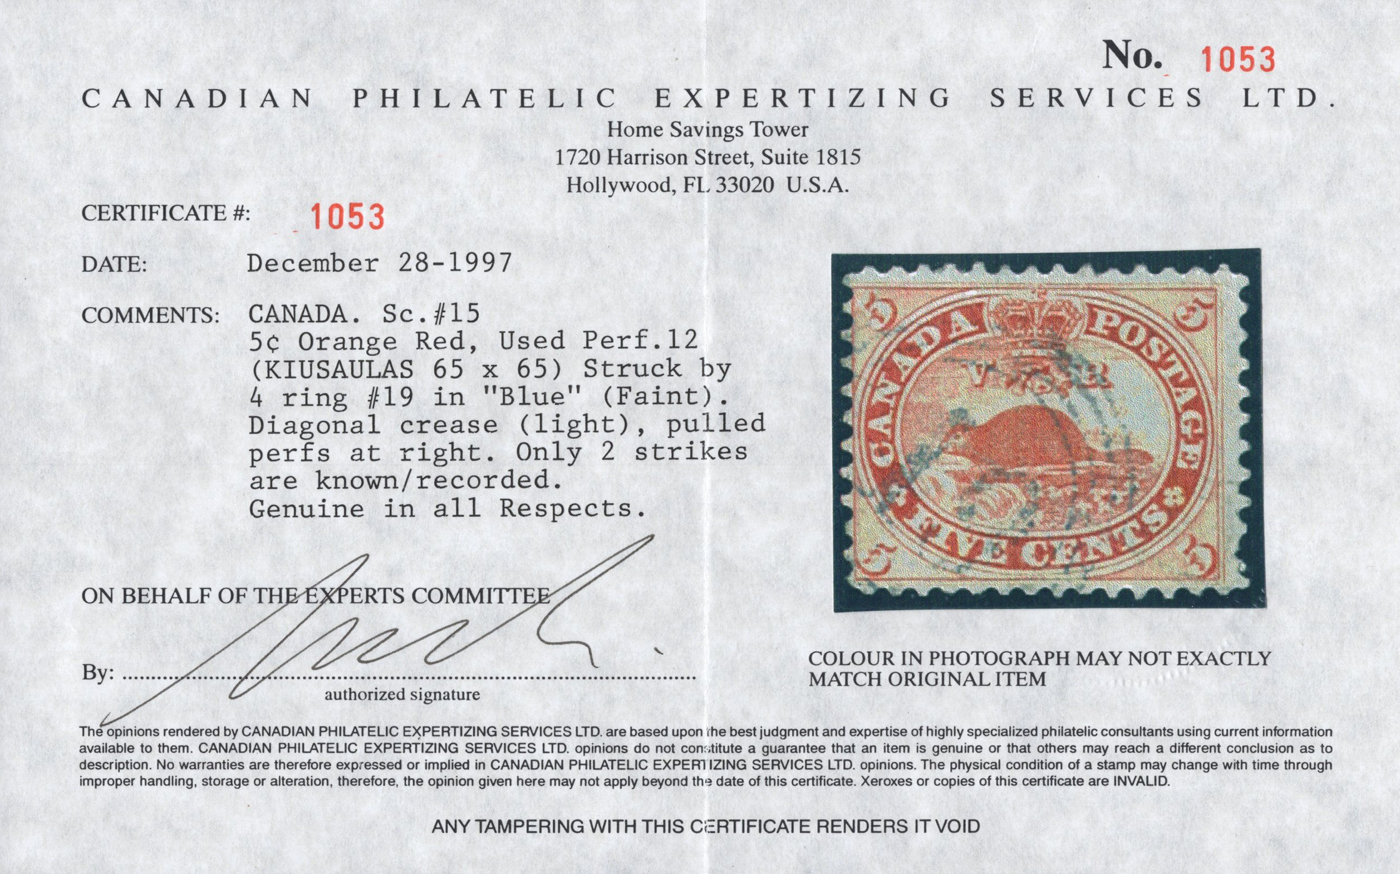 No. 1053
CANADIAN PHILATELIC EXPERTIZING SERVICES LTD.
Home Savings Tower
1720 Harrison Street, Suite 1815
Hollywood, FL 33020 U.S.A.
CERTIFICATE #: 1053
DATE: December 28-1997
COMMENTS: CANADA. Sc.#15
5¢ Orange Red, Used Perf.12
(KIUSAULAS 65 x 65) Struck by
4 ring #19 in "Blue" (Faint).
Diagonal crease (light), pulled
perfs at right. Only 2 strikes
are known/recorded.
Genuine in all Respects.
5 5
CANADA POSTAGE
V R
FIVE CENTS
5 5
ON BEHALF OF THE EXPERTS COMMITTEE
By:
authorized signature
COLOUR IN PHOTOGRAPH MAY NOT EXACTLY
MATCH ORIGINAL ITEM
The opinions rendered by CANADIAN PHILATELIC EXPERTIZING SERVICES LTD. are based upon the best judgment and expertise of highly specialized philatelic consultants using current information
available to them. CANADIAN PHILATELIC EXPERTIZING SERVICES LTD. opinions do not constitute a guarantee that an item is genuine or that others may reach a different conclusion as to
description. No warranties are therefore expressed or implied in CANADIAN PHILATELIC EXPERTIZING SERVICES LTD. opinions. The physical condition of a stamp may change with time through
improper handling, storage or alteration, therefore, the opinion given here may not apply beyond the date of this certificate. Xeroxes or copies of this certificate are INVALID.
ANY TAMPERING WITH THIS CERTIFICATE RENDERS IT VOID